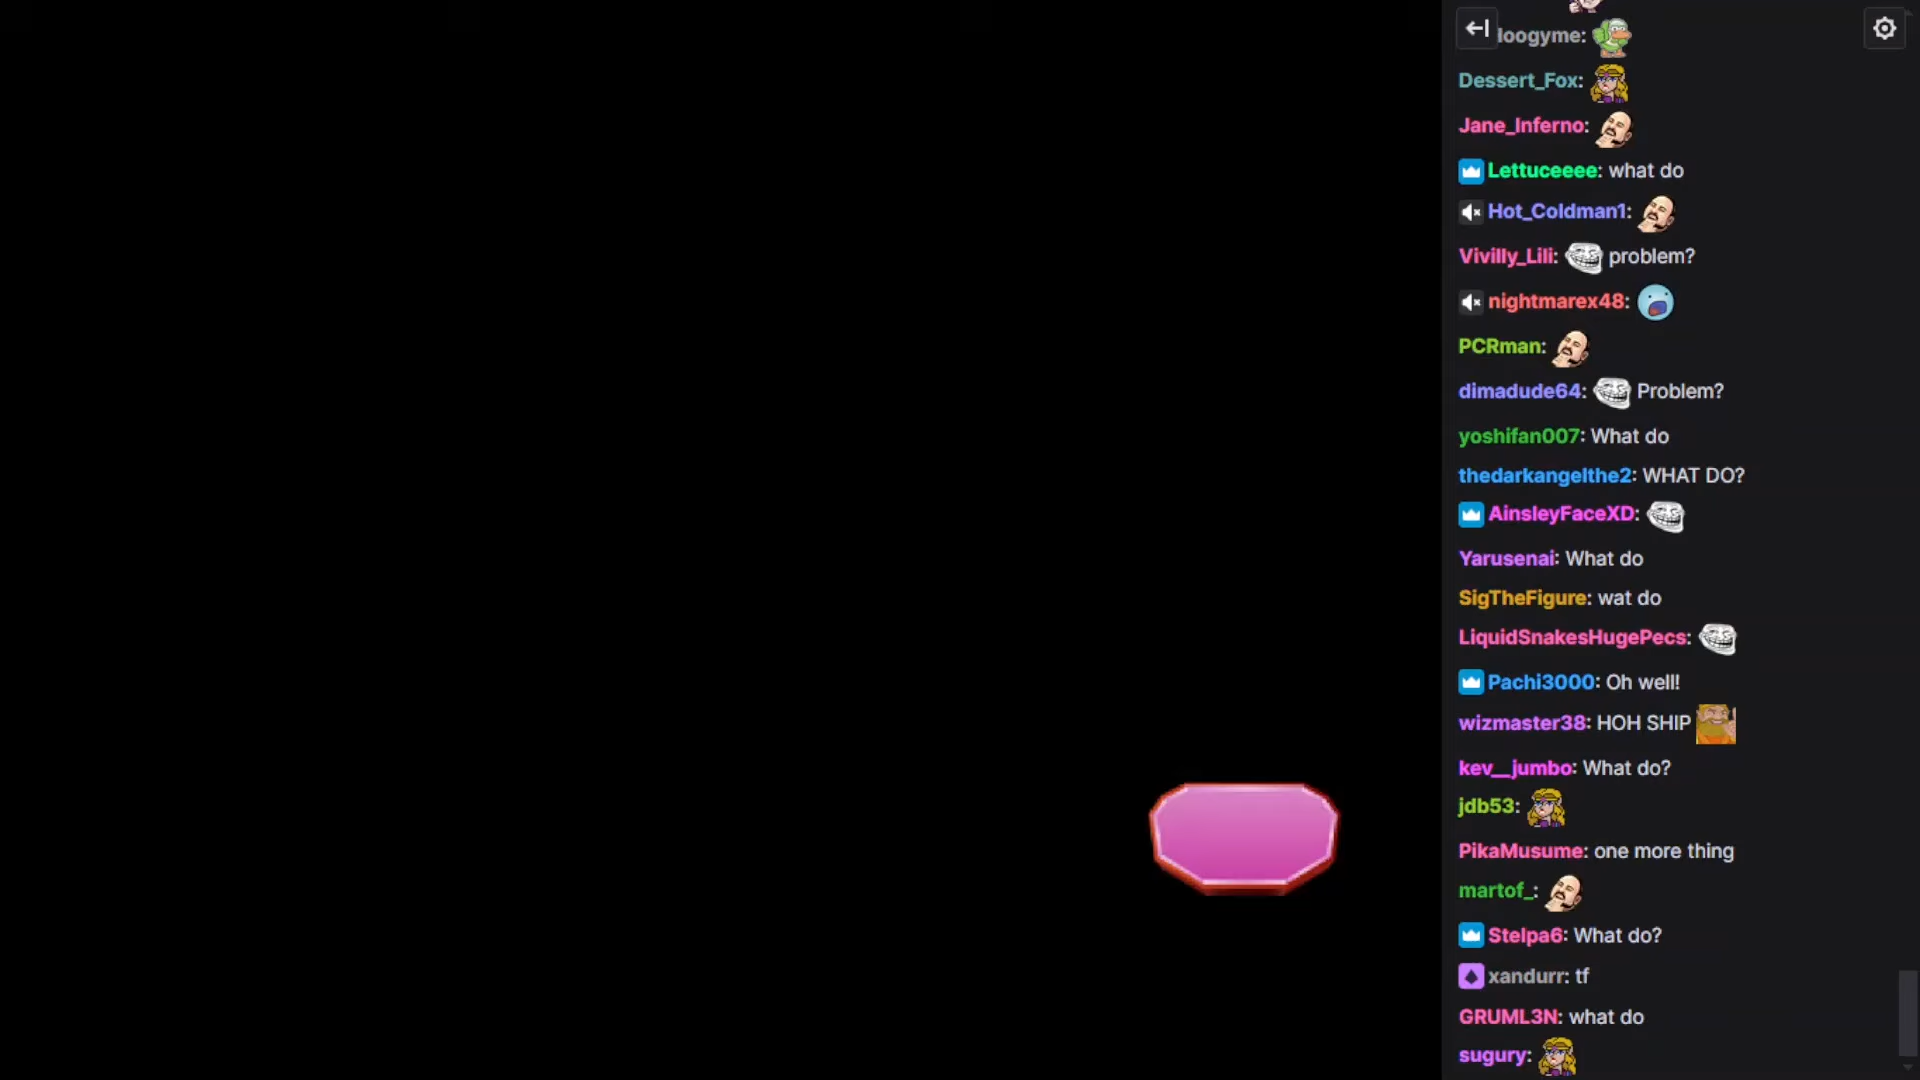 loogyme:
Dessert_Fox:
Jane_Inferno:
Lettuceeee: what do
Hot_Coldman1:
Vivilly_Lili: problem?
nightmarex48:
PCRman:
dimadude64: Problem?
yoshifan007: What do
thedarkangelthe2: WHAT DO?
AinsleyFaceXD:
Yarusenai: What do
SigTheFigure: wat do
LiquidSnakesHugePecs:
Pachi3000: Oh well!
wizmaster38: HOH SHIP
kev__jumbo: What do?
jdb53:
PikaMusume: one more thing
martof_:
Stelpa6: What do?
xandurr: tf
GRUML3N: what do
sugury: